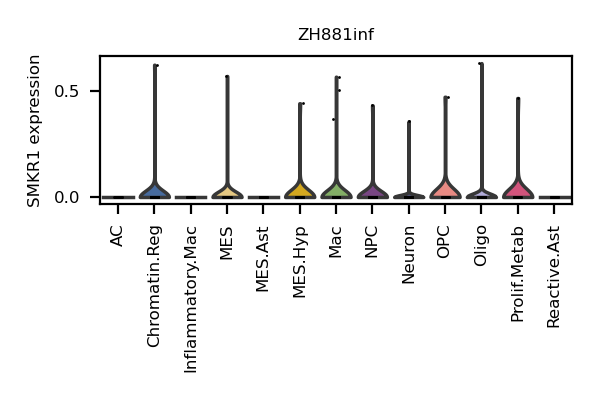 ZH881inf
SMKR1 expression
0.5
0.0
AC
Chromatin.Reg
Inflammatory.Mac
MES
MES.Ast
MES.Hyp
Mac
NPC
Neuron
OPC
Oligo
Prolif.Metab
Reactive.Ast